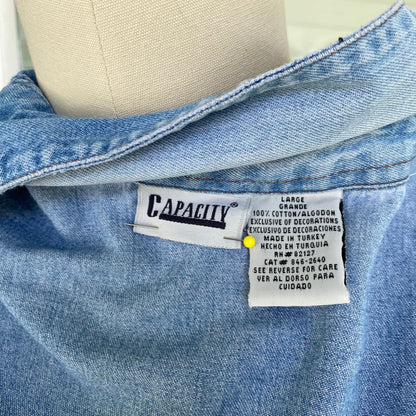 CAPACITY®
LARGE
GRANDE
100% COTTON/ALGODON
EXCLUSIVE OF DECORATIONS
EXCLUSIVO DE DECORACIONES
MADE IN TURKEY
HECHO EN TURQUIA
RN# 82127
CAT# 846-2640
SEE REVERSE FOR CARE
VER AL DORSO PARA
CUIDADO